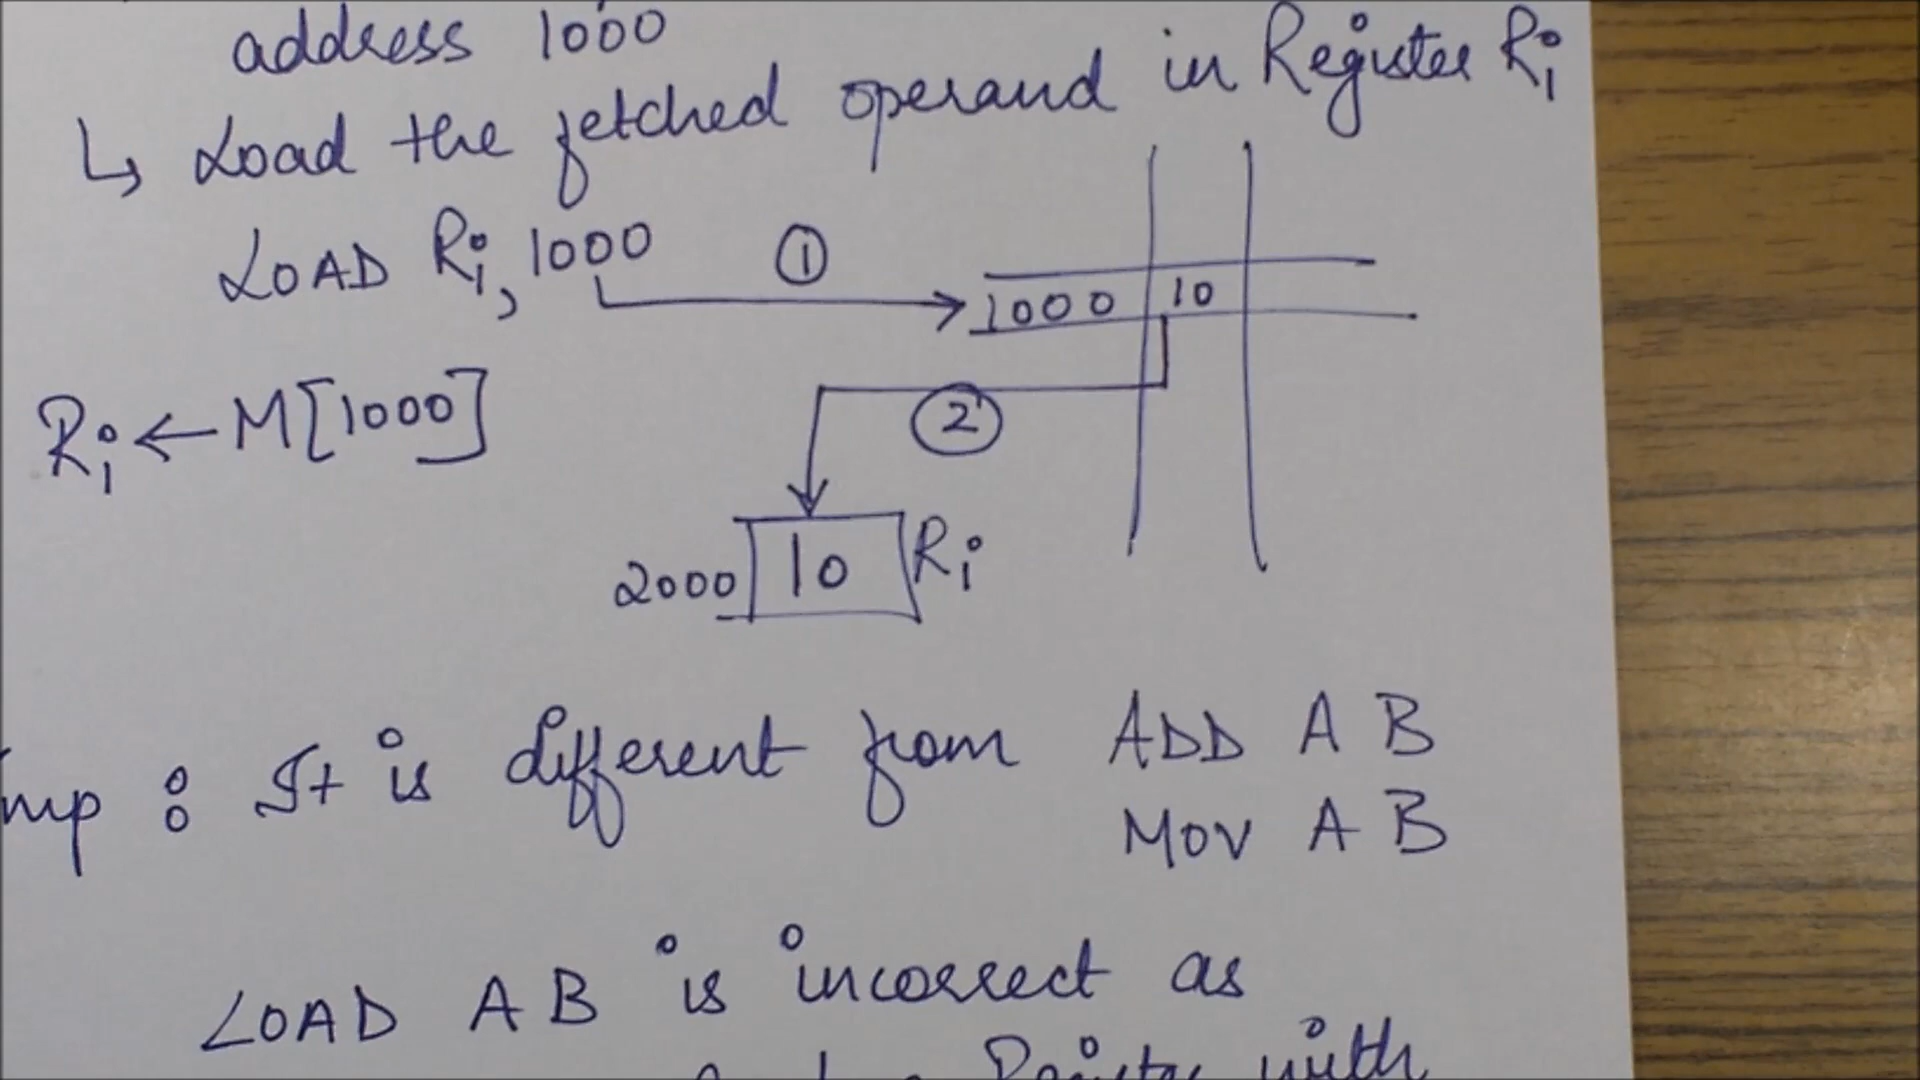 address 1000
↳ Load the fetched operand in Register Ri
LOAD Ri, 1000
①
1000 10
Ri ← M[1000]
②
2000 10 Ri
mp : It is different from ADD A B
MOV A B
LOAD A B is incorrect as
with